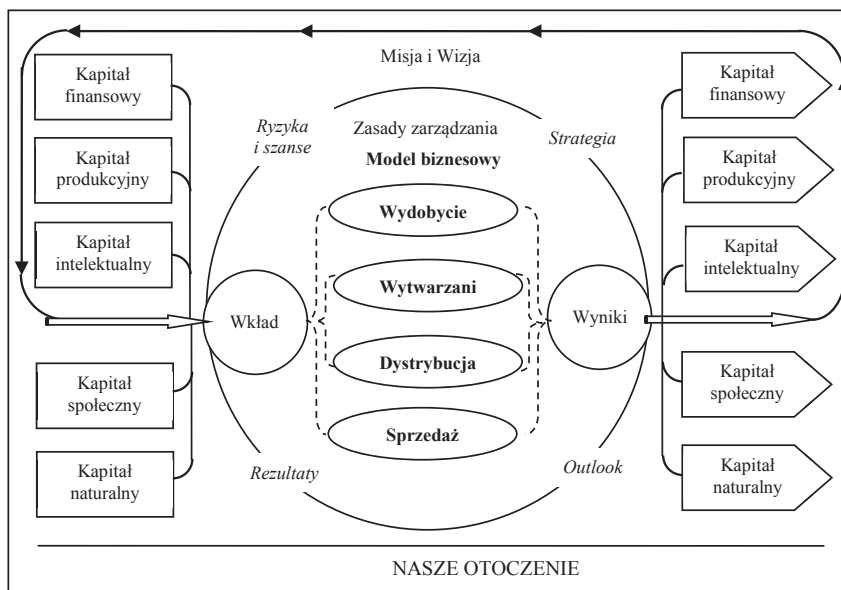 Misja i Wizja
Kapitał
finansowy
Kapitał
produkcyjny
Kapitał
intelektualny
Kapitał
społeczny
Kapitał
naturalny
Wkład
Ryzyka
i szanse
Zasady zarządzania
Model biznesowy
Strategia
Wydobycie
Wytwarzani
Dystrybucja
Sprzedaż
Rezultaty
Outlook
Wyniki
Kapitał
finansowy
Kapitał
produkcyjny
Kapitał
intelektualny
Kapitał
społeczny
Kapitał
naturalny
NASZE OTOCZENIE